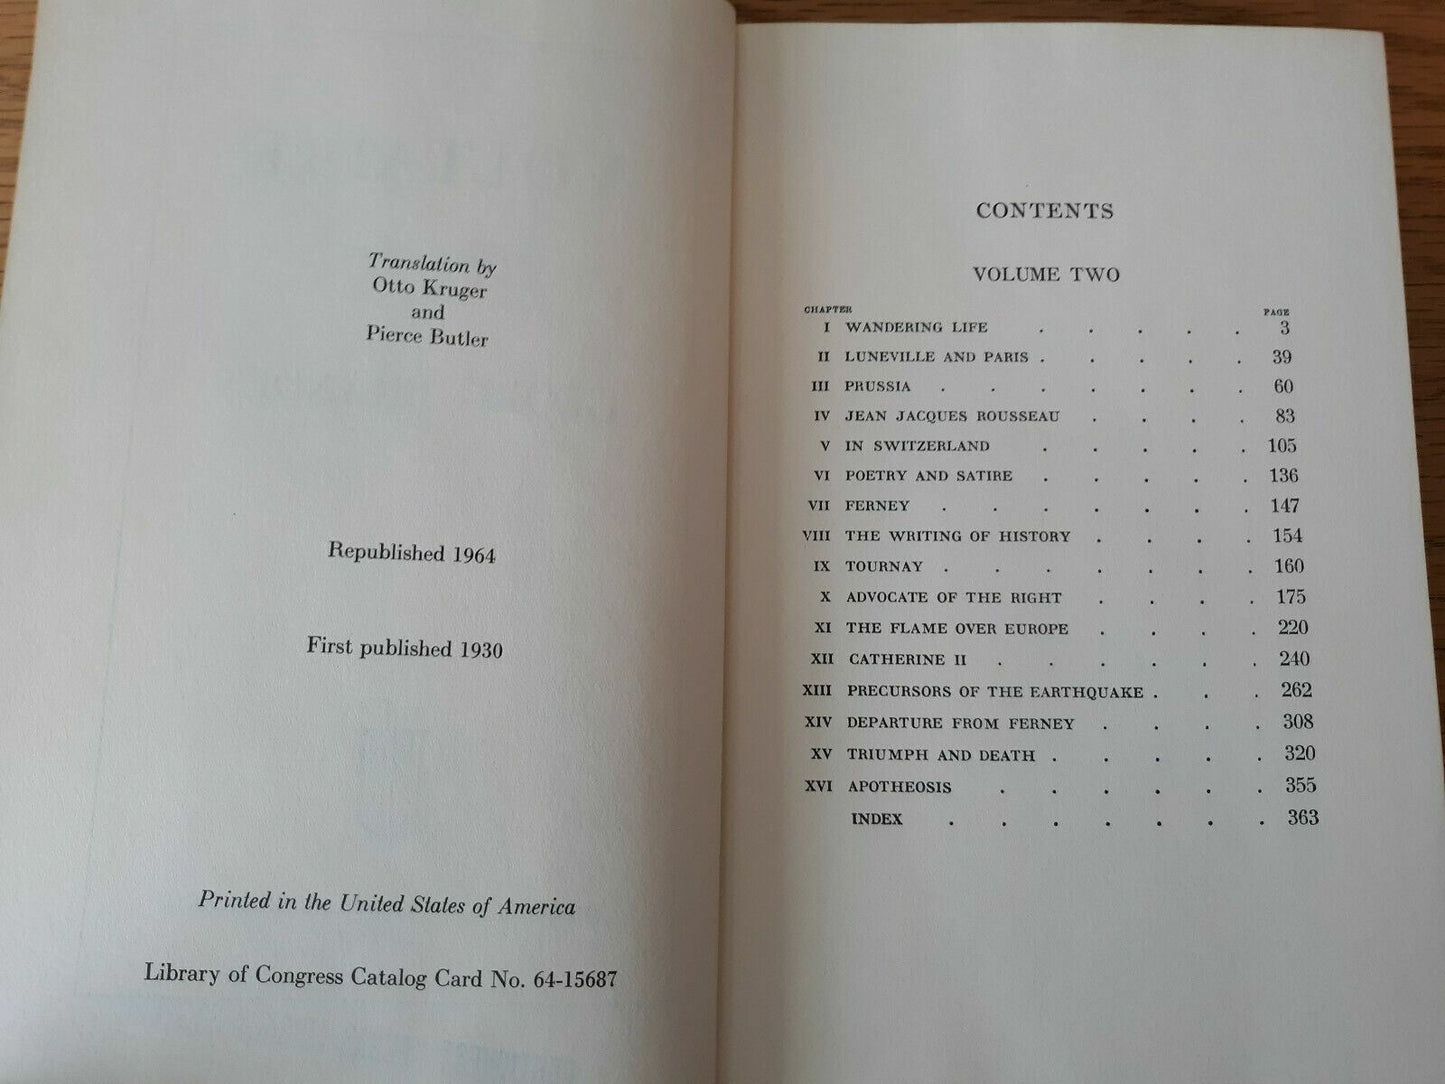 Translation by
Otto Kruger
and
Pierce Butler
Republished 1964
First published 1930
Printed in the United States of America
Library of Congress Catalog Card No. 64-15687
CONTENTS
VOLUME TWO
CHAPTER PAGE
I WANDERING LIFE . . . . . 3
II LUNEVILLE AND PARIS . . . . . 39
III PRUSSIA . . . . . . . 60
IV JEAN JACQUES ROUSSEAU . . . . 83
V IN SWITZERLAND . . . . . 105
VI POETRY AND SATIRE . . . . . 136
VII FERNEY . . . . . . . 147
VIII THE WRITING OF HISTORY . . . . 154
IX TOURNAY . . . . . . . 160
X ADVOCATE OF THE RIGHT . . . . 175
XI THE FLAME OVER EUROPE . . . . 220
XII CATHERINE II . . . . . . 240
XIII PRECURSORS OF THE EARTHQUAKE . . . 262
XIV DEPARTURE FROM FERNEY . . . . 308
XV TRIUMPH AND DEATH . . . . . 320
XVI APOTHEOSIS . . . . . . 355
INDEX . . . . . . . 363